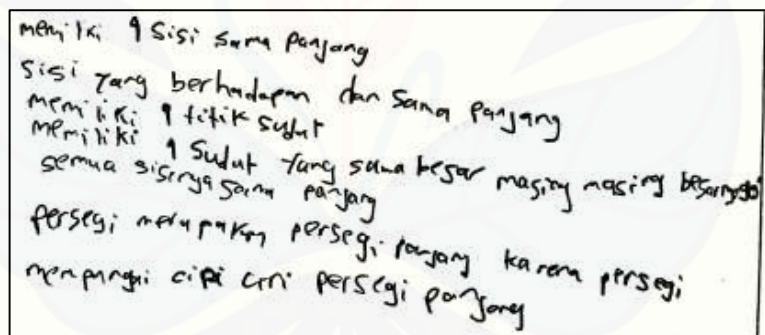 memiliki 4 sisi sama panjang
sisi yang berhadapan dan sama panjang
memiliki 4 titik sudut
memiliki 4 sudut yang sama besar masing masing besarnya 90°
semua sisinya sama panjang
persegi merupakan persegi panjang karena persegi
mempunyai ciri ciri persegi panjang